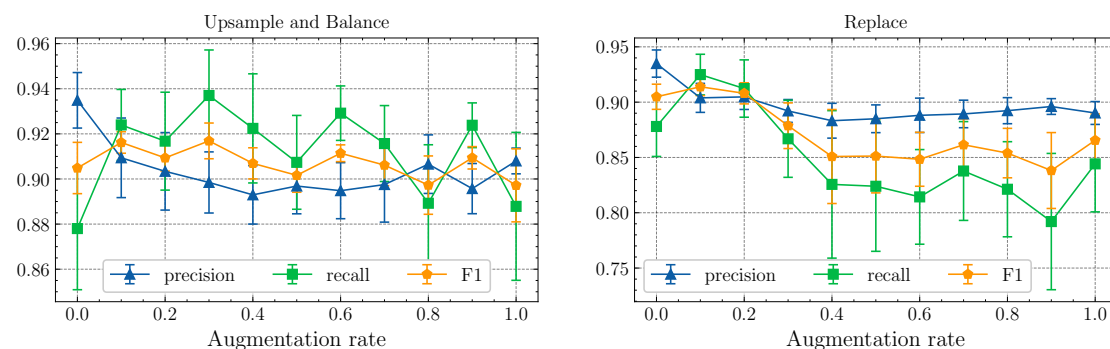 Upsample and Balance
0.96
0.94
0.92
0.90
0.88
0.86
precision recall F1
0.0 0.2 0.4 0.6 0.8 1.0
Augmentation rate
Replace
0.95
0.90
0.85
0.80
0.75
precision recall F1
0.0 0.2 0.4 0.6 0.8 1.0
Augmentation rate